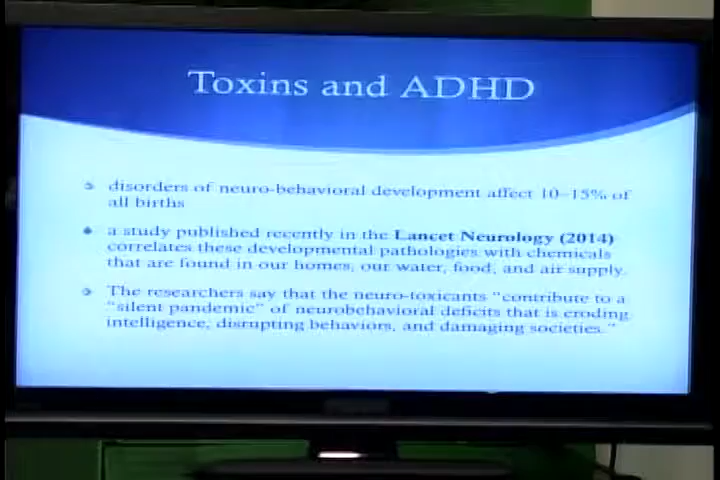 Toxins and ADHD
disorders of neuro-behavioral development affect 10–15% of
all births
a study published recently in the Lancet Neurology (2014)
correlates these developmental pathologies with chemicals
that are found in our homes, our water, food, and air supply.
The researchers say that the neuro-toxicants "contribute to a
"silent pandemic" of neurobehavioral deficits that is eroding
intelligence, disrupting behaviors, and damaging societies."